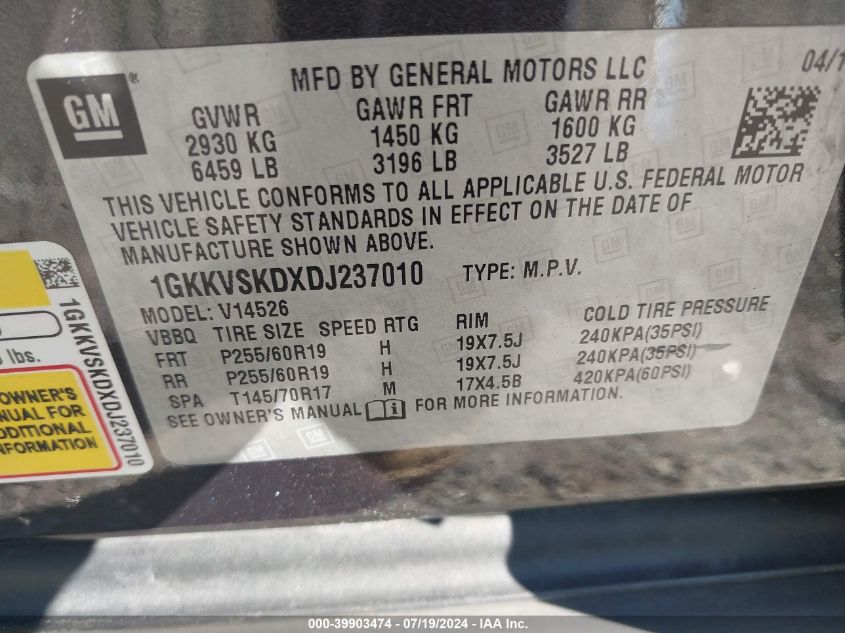 GM
MFD BY GENERAL MOTORS LLC
04/1
GVWR GAWR FRT GAWR RR
2930 KG 1450 KG 1600 KG
6459 LB 3196 LB 3527 LB
THIS VEHICLE CONFORMS TO ALL APPLICABLE U.S. FEDERAL MOTOR
VEHICLE SAFETY STANDARDS IN EFFECT ON THE DATE OF
MANUFACTURE SHOWN ABOVE.
1GKKVSKDXDJ237010 TYPE: M.P.V.
MODEL: V14526
VBBQ TIRE SIZE SPEED RTG RIM COLD TIRE PRESSURE
FRT P255/60R19 H 19X7.5J 240KPA(35PSI)
RR P255/60R19 H 19X7.5J 240KPA(35PSI)
SPA T145/70R17 M 17X4.5B 420KPA(60PSI)
SEE OWNER'S MANUAL FOR MORE INFORMATION.
1GKKVSKDXDJ237010
lbs.
OWNER'S
ANUAL FOR
DDITIONAL
NFORMATION
000-39903474 - 07/19/2024 - IAA Inc.